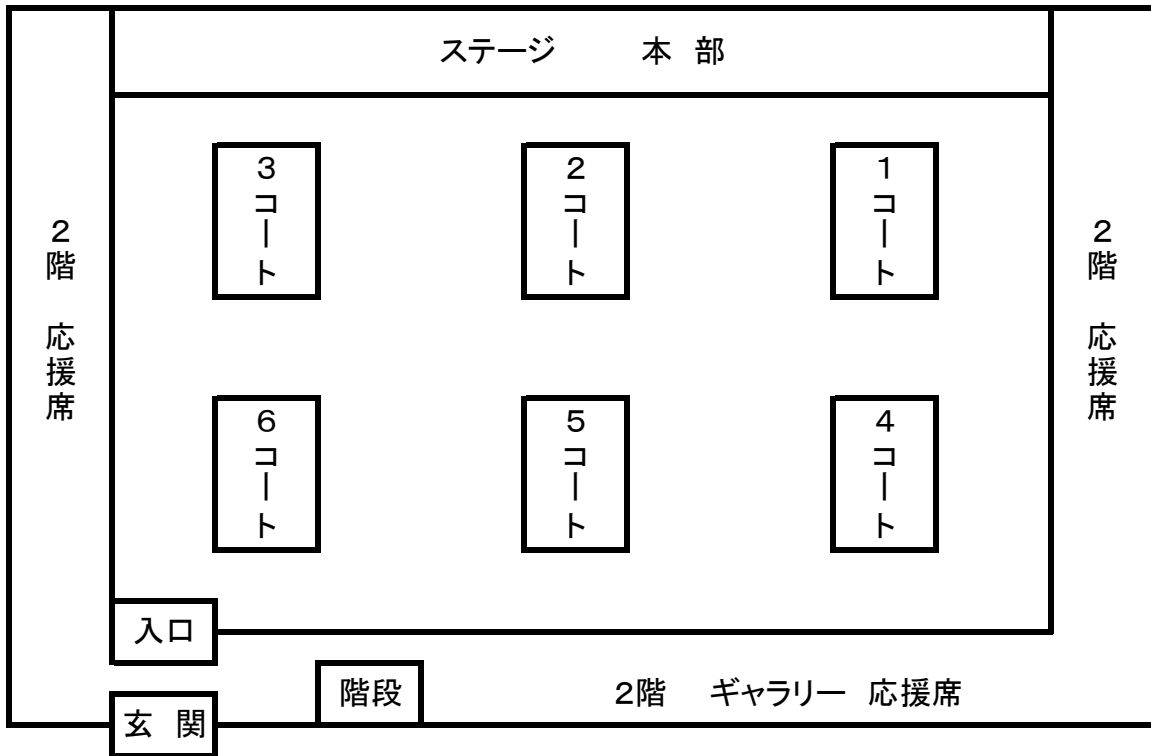 ステージ　本 部
3コート
2コート
1コート
2階 応援席
2階 応援席
6コート
5コート
4コート
入口
階段
2階 ギャラリー 応援席
玄 関